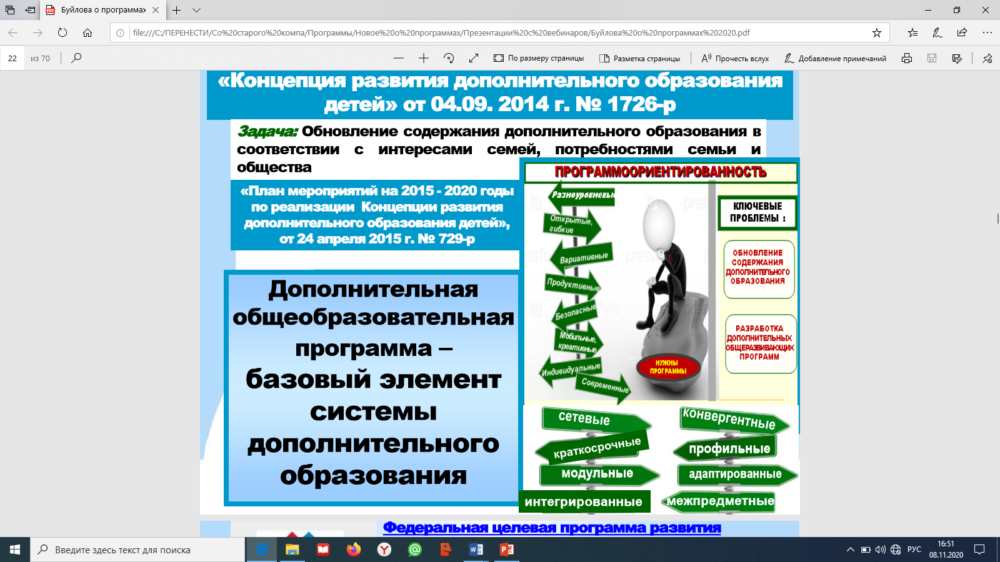 Буйлова о программах
file:///C:/ПЕРЕНЕСТИ/Со%20старого%20компа/Программы/Новое%20о%20программах/Презентации%20с%20вебинаров/Буйлова%20о%20программах%202020.pdf
22 из 70
По размеру страницы
Разметка страницы
Прочесть вслух
Добавление примечаний
«Концепция развития дополнительного образования
детей» от 04.09. 2014 г. № 1726-р
Задача: Обновление содержания дополнительного образования в
соответствии с интересами семей, потребностями семьи и
общества
«План мероприятий на 2015 - 2020 годы
по реализации Концепции развития
дополнительного образования детей»,
от 24 апреля 2015 г. № 729-р
Дополнительная
общеобразовательная
программа –
базовый элемент
системы
дополнительного
образования
ПРОГРАММООРИЕНТИРОВАННОСТЬ
Разноуровневые
Открытые,
гибкие
Вариативные
Продуктивные
Безопасные
Мобильные,
креативные
Индивидуальные
Современные
НУЖНЫ
ПРОГРАММЫ
КЛЮЧЕВЫЕ
ПРОБЛЕМЫ :
ОБНОВЛЕНИЕ
СОДЕРЖАНИЯ
ДОПОЛНИТЕЛЬНОГО
ОБРАЗОВАНИЯ
РАЗРАБОТКА
ДОПОЛНИТЕЛЬНЫХ
ОБЩЕРАЗВИВАЮЩИХ
ПРОГРАММ
сетевые
краткосрочные
модульные
интегрированные
конвергентные
профильные
адаптированные
межпредметные
Федеральная целевая программа развития
Введите здесь текст для поиска
РУС
16:51
08.11.2020